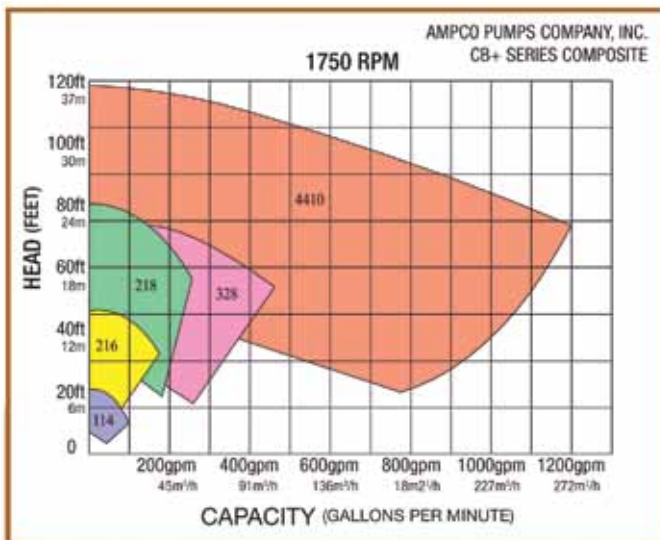 AMPCO PUMPS COMPANY, INC.
CB+ SERIES COMPOSITE
1750 RPM
HEAD (FEET)
120ft
37m
100ft
30m
80ft
24m
60ft
18m
40ft
12m
20ft
6m
0
4410
218
328
216
114
200gpm 400gpm 600gpm 800gpm 1000gpm 1200gpm
45m³/h 91m³/h 136m³/h 18m2³/h 227m³/h 272m³/h
CAPACITY (GALLONS PER MINUTE)